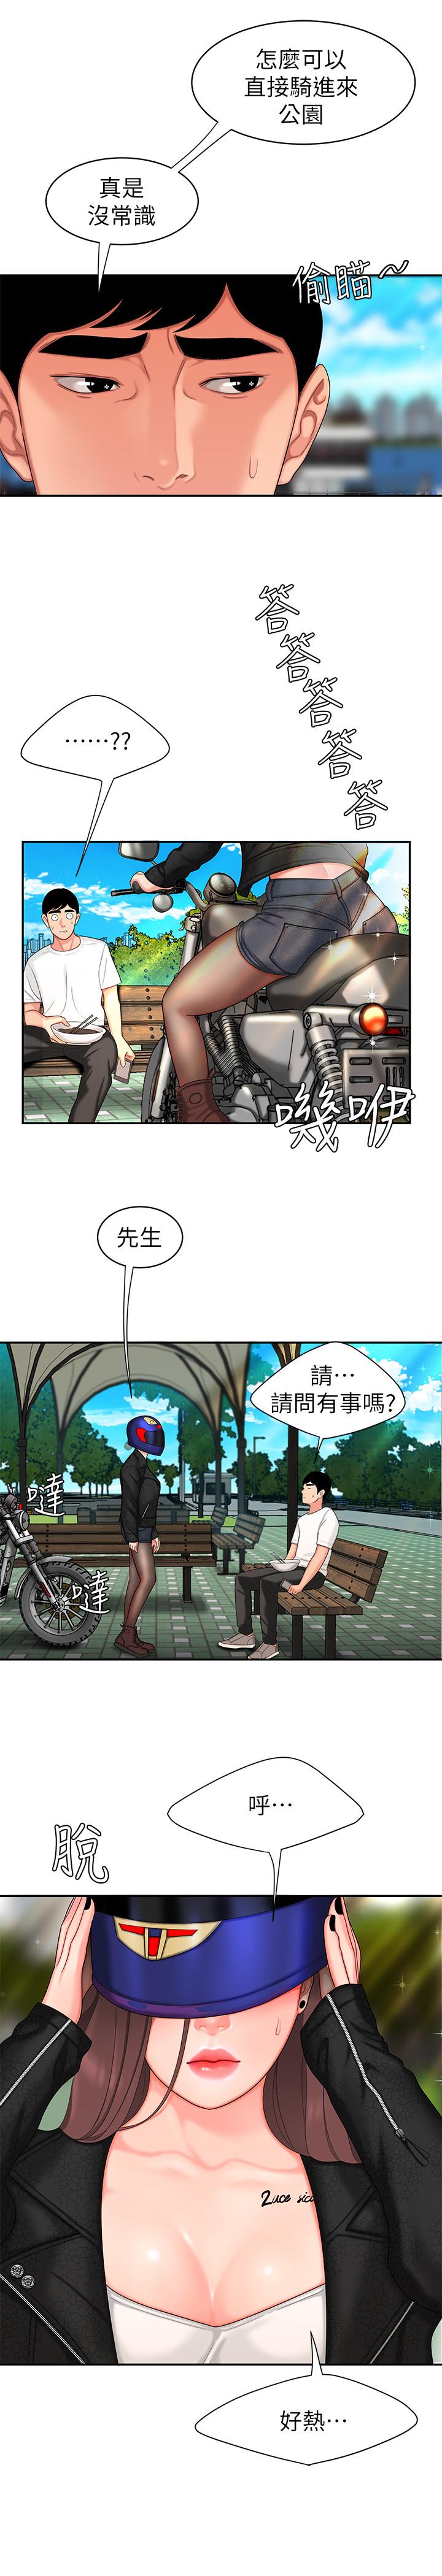 怎麼可以
直接騎進來
公園
真是
沒常識
偷瞄~
答
答
答
答
答
……??
嘰咿
先生
請…
請問有事嗎?
噠
噠
呼…
脫
好熱…